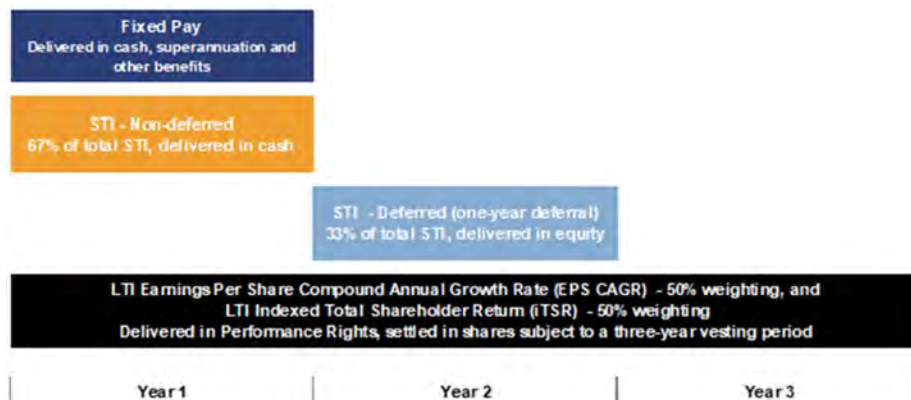 Fixed Pay
Delivered in cash, superannuation and
other benefits
STI - Non-deferred
67% of total STI, delivered in cash
STI - Deferred (one-year deferral)
33% of total STI, delivered in equity
LTI Earnings Per Share Compound Annual Growth Rate (EPS CAGR) - 50% weighting, and
LTI Indexed Total Shareholder Return (iTSR) - 50% weighting
Delivered in Performance Rights, settled in shares subject to a three-year vesting period
Year 1 Year 2 Year 3